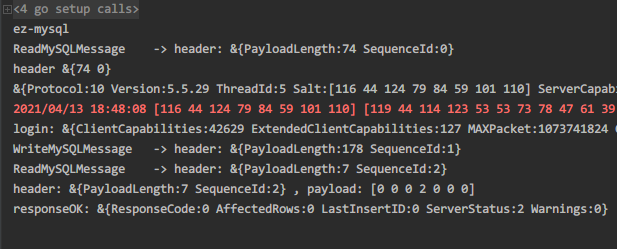 <4 go setup calls>
ez-mysql
ReadMySQLMessage    -> header: &{PayloadLength:74 SequenceId:0}
header &{74 0}
&{Protocol:10 Version:5.5.29 ThreadId:5 Salt:[116 44 124 79 84 59 101 110] ServerCapab
2021/04/13 18:48:08 [116 44 124 79 84 59 101 110] [119 44 114 123 53 53 73 78 47 61 39
login: &{ClientCapabilities:42629 ExtendedClientCapabilities:127 MAXPacket:1073741824
WriteMySQLMessage   -> header: &{PayloadLength:178 SequenceId:1}
ReadMySQLMessage    -> header: &{PayloadLength:7 SequenceId:2}
header: &{PayloadLength:7 SequenceId:2} , payload: [0 0 0 2 0 0 0]
responseOK: &{ResponseCode:0 AffectedRows:0 LastInsertID:0 ServerStatus:2 Warnings:0}